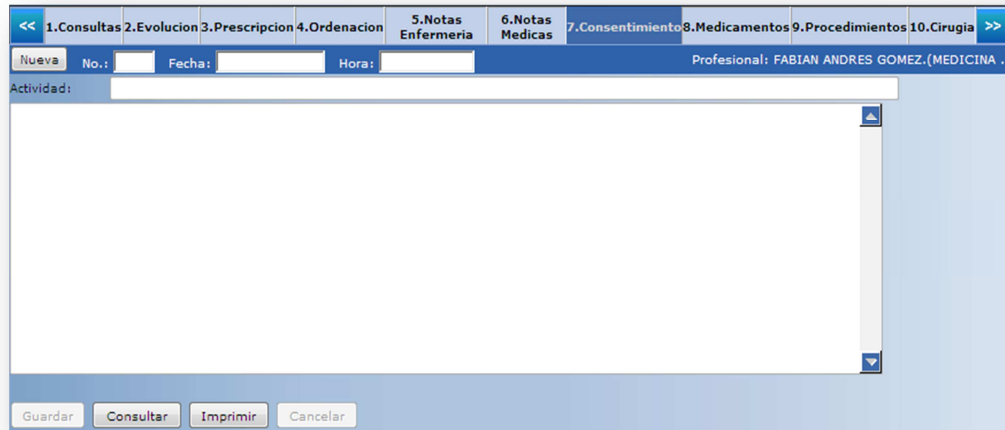 << 1.Consultas 2.Evolucion 3.Prescripcion 4.Ordenacion 5.Notas Enfermeria 6.Notas Medicas 7.Consentimiento 8.Medicamentos 9.Procedimientos 10.Cirugia >>
Nueva No.: Fecha: Hora: Profesional: FABIAN ANDRES GOMEZ.(MEDICINA .
Actividad:
Guardar Consultar Imprimir Cancelar